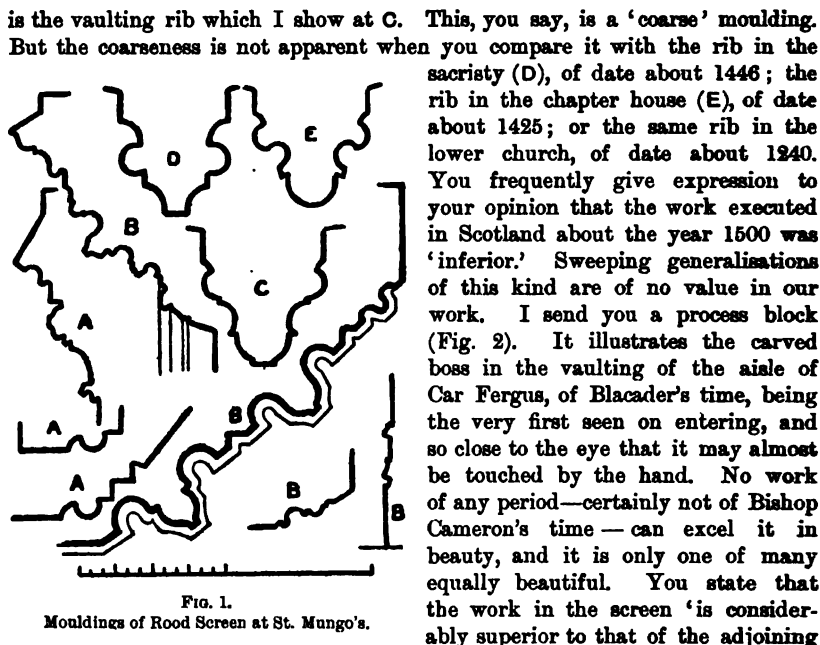 is the vaulting rib which I show at C. This, you say, is a ‘coarse’ moulding.
But the coarseness is not apparent when you compare it with the rib in the
sacristy (D), of date about 1446; the
rib in the chapter house (E), of date
about 1425; or the same rib in the
lower church, of date about 1240.
You frequently give expression to
your opinion that the work executed
in Scotland about the year 1500 was
‘inferior.’ Sweeping generalisations
of this kind are of no value in our
work. I send you a process block
(Fig. 2). It illustrates the carved
boss in the vaulting of the aisle of
Car Fergus, of Blacader's time, being
the very first seen on entering, and
so close to the eye that it may almost
be touched by the hand. No work
of any period—certainly not of Bishop
Cameron's time — can excel it in
beauty, and it is only one of many
equally beautiful. You state that
the work in the screen ‘is consider-
ably superior to that of the adjoining
D
E
B
C
A
B
A
A
B
B
FIG. 1.
Mouldings of Rood Screen at St. Mungo's.